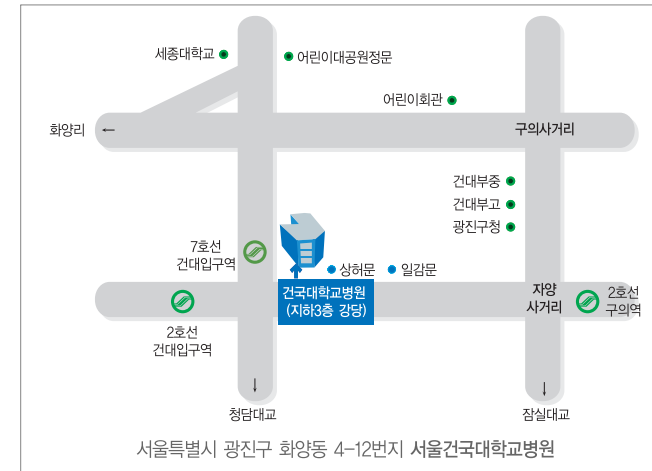 세종대학교
어린이대공원정문
어린이회관
화양리
←
구의사거리
건대부중
건대부고
광진구청
7호선
건대입구역
상허문
일감문
건국대학교병원
(지하3층 강당)
자양
사거리
2호선
구의역
2호선
건대입구역
↓
↓
청담대교
잠실대교
서울특별시 광진구 화양동 4-12번지 서울건국대학교병원